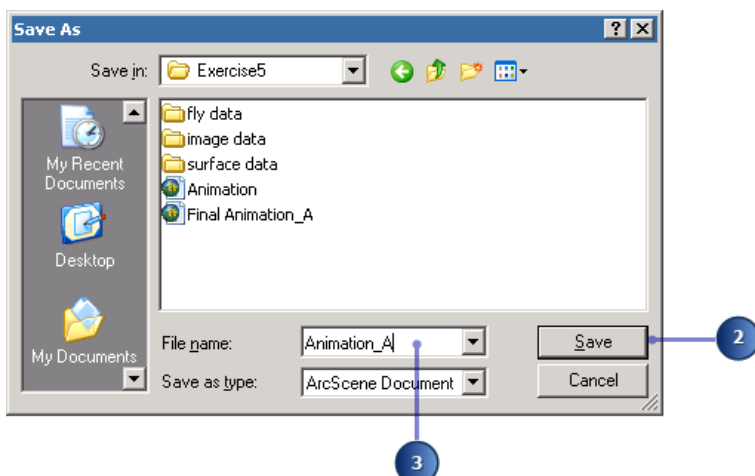 Save As
Save in:
Exercise5
My Recent
Documents
Desktop
My Documents
fly data
image data
surface data
Animation
Final Animation_A
File name:
Animation_A
Save
Save as type:
ArcScene Document
Cancel
2
3